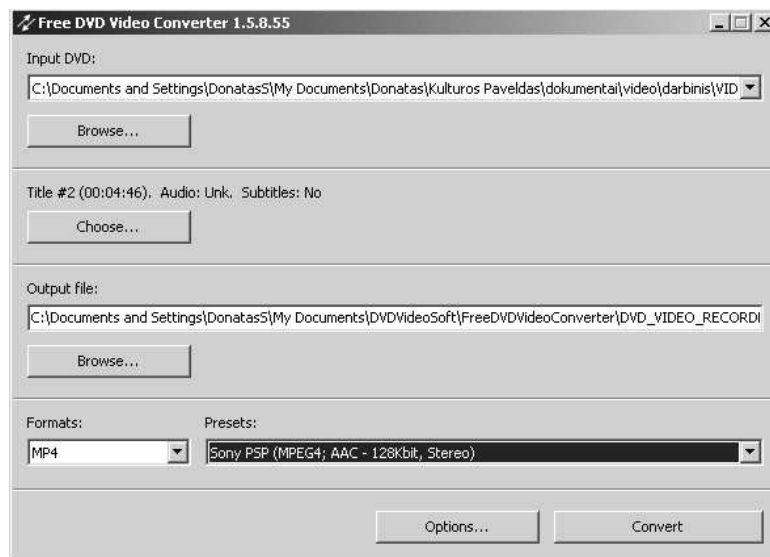 Free DVD Video Converter 1.5.8.55
Input DVD:
C:\Documents and Settings\DonatasS\My Documents\Donatas\Kulturos Paveldas\dokumentai\video\darbinis\VID
Browse...
Title #2 (00:04:46). Audio: Unk. Subtitles: No
Choose...
Output file:
C:\Documents and Settings\DonatasS\My Documents\DVDVideoSoft\FreeDVDVideoConverter\DVD_VIDEO_RECORDI
Browse...
Formats: Presets:
MP4 Sony PSP (MPEG4; AAC - 128Kbit, Stereo)
Options... Convert